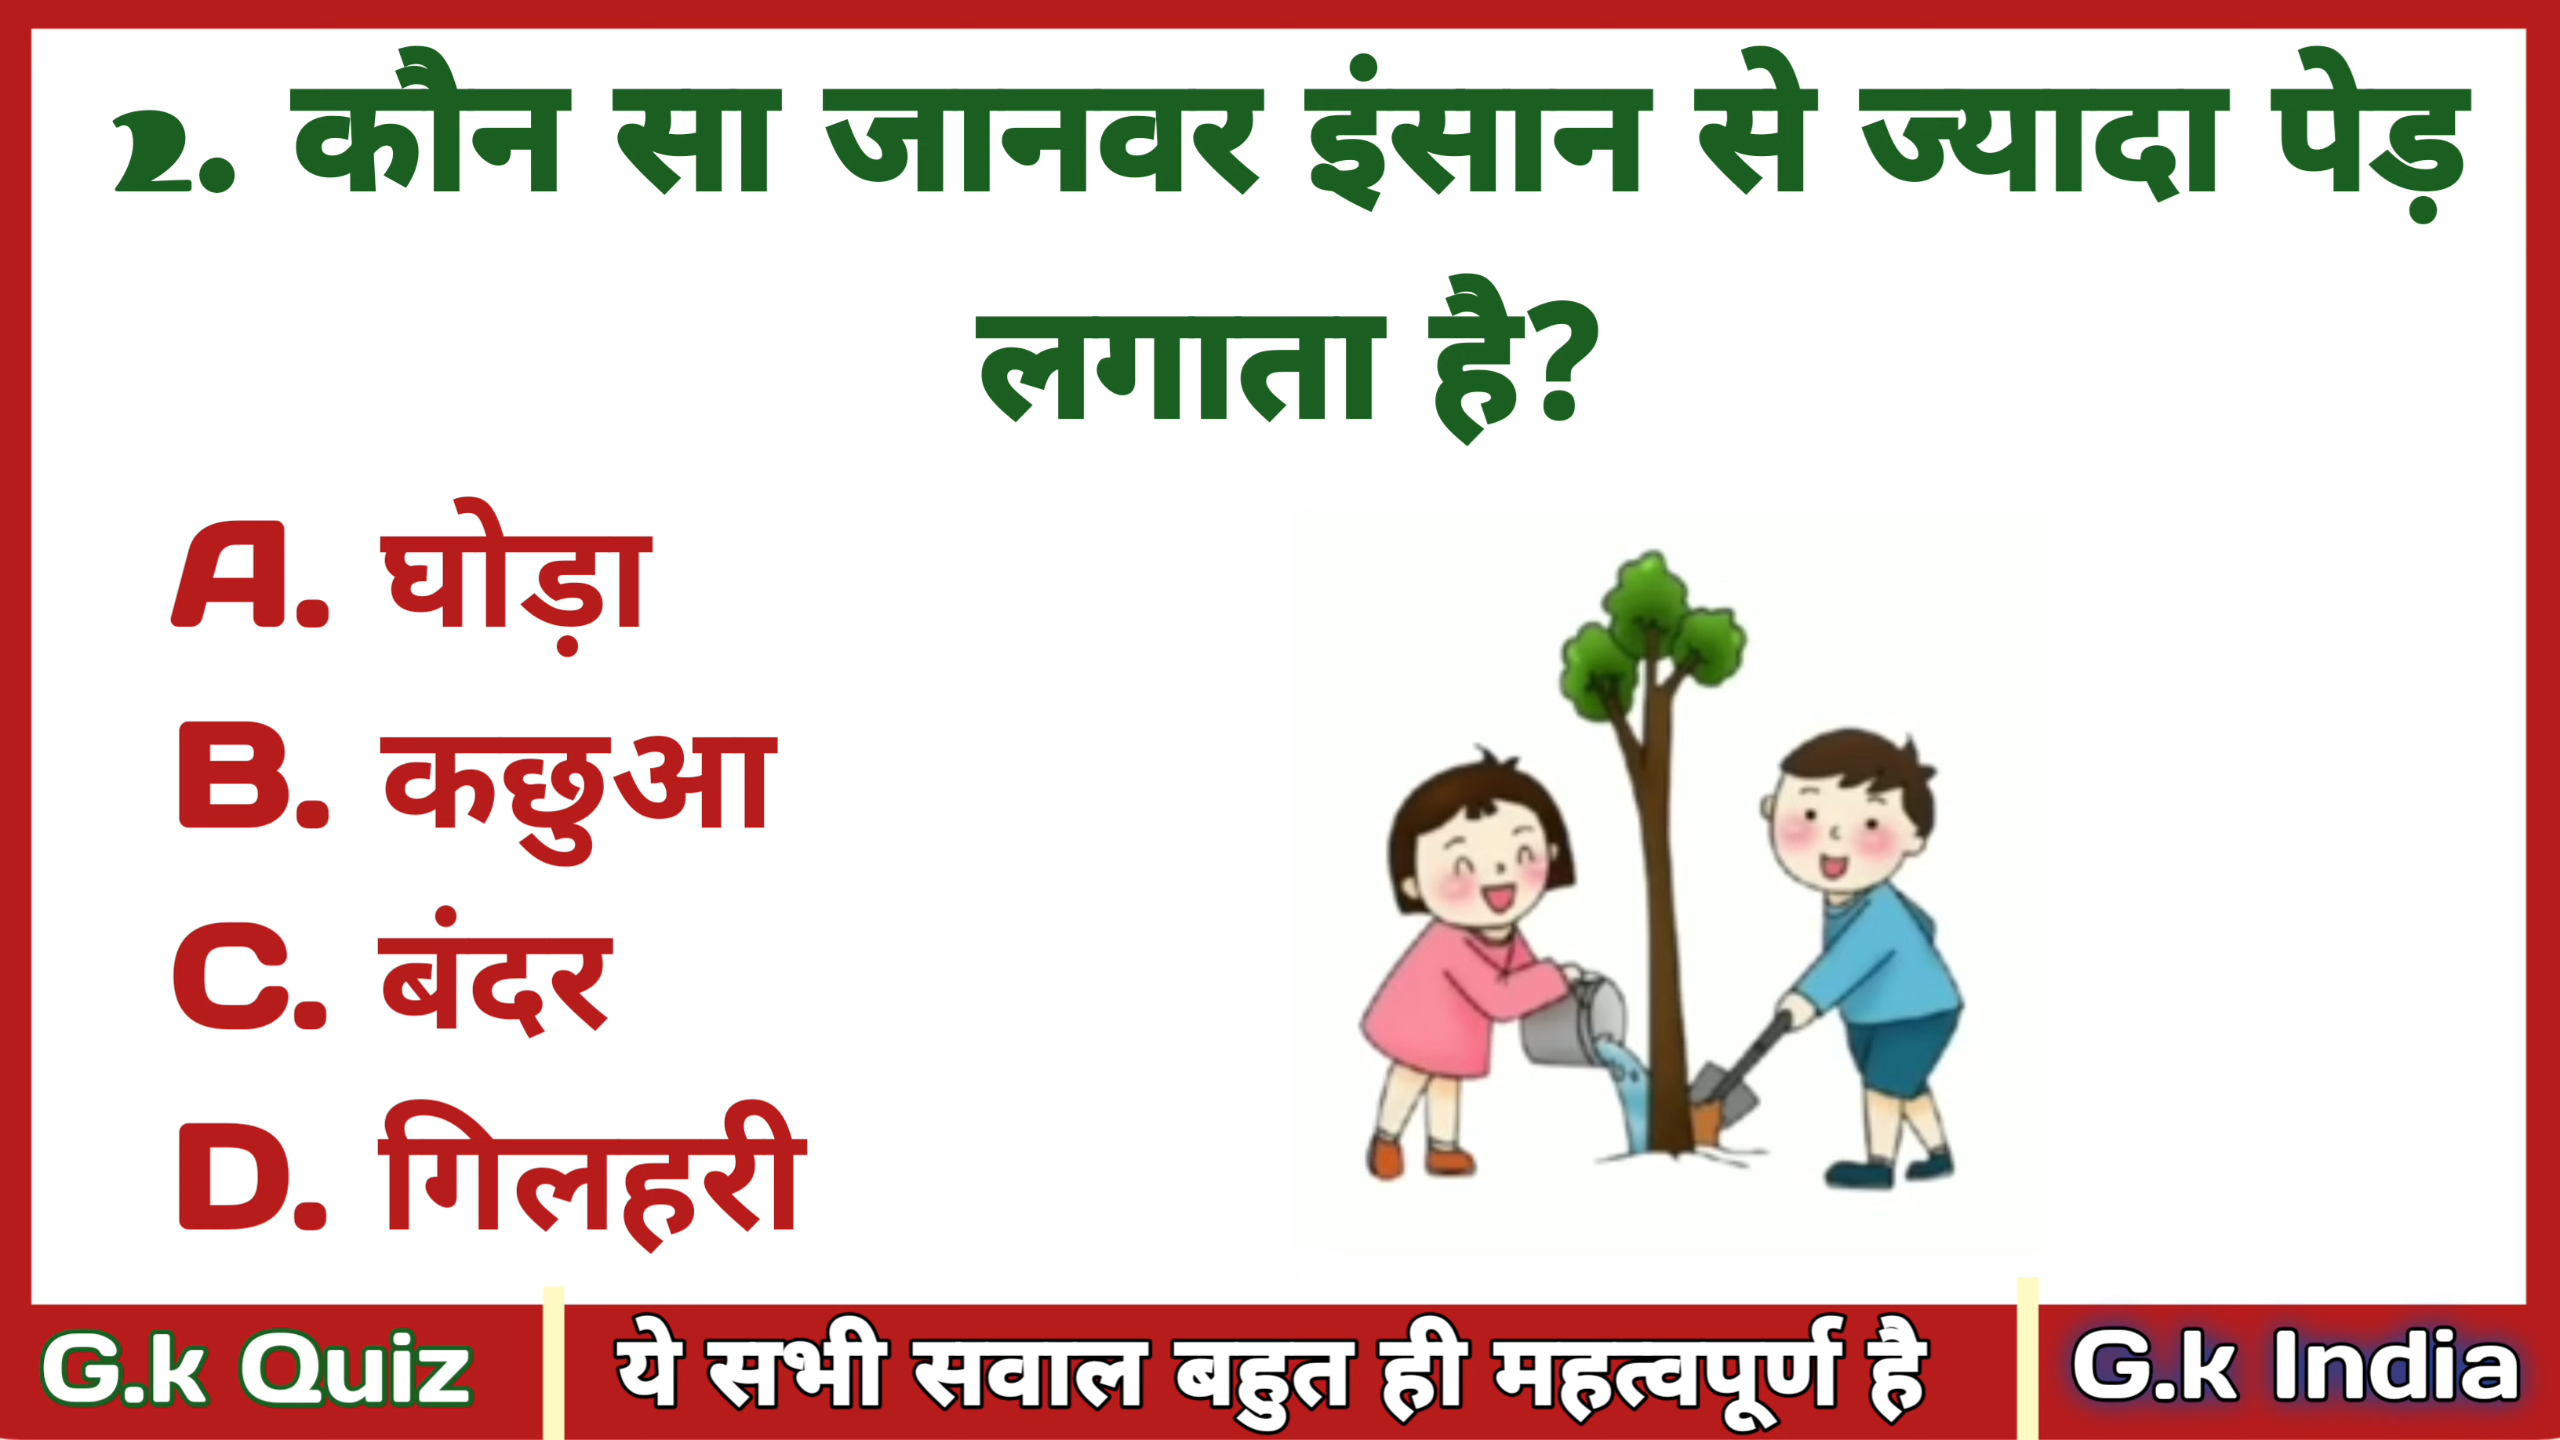 2. कौन सा जानवर इंसान से ज्यादा पेड़
लगाता है?
A. घोड़ा
B. कछुआ
C. बंदर
D. गिलहरी
G.k Quiz
ये सभी सवाल बहुत ही महत्वपूर्ण है
G.k India